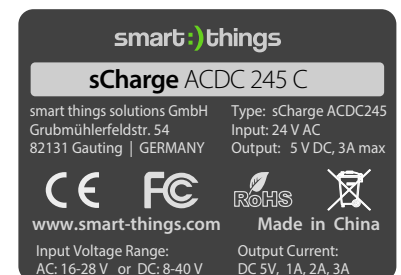 smart:)things
sCharge ACDC 245 C
smart things solutions GmbH
Grubmühlerfeldstr. 54
82131 Gauting | GERMANY
Type: sCharge ACDC245
Input: 24 V AC
Output: 5 V DC, 3A max
CE FC RoHS
www.smart-things.com Made in China
Input Voltage Range:
AC: 16-28 V or DC: 8-40 V
Output Current:
DC 5V, 1A, 2A, 3A